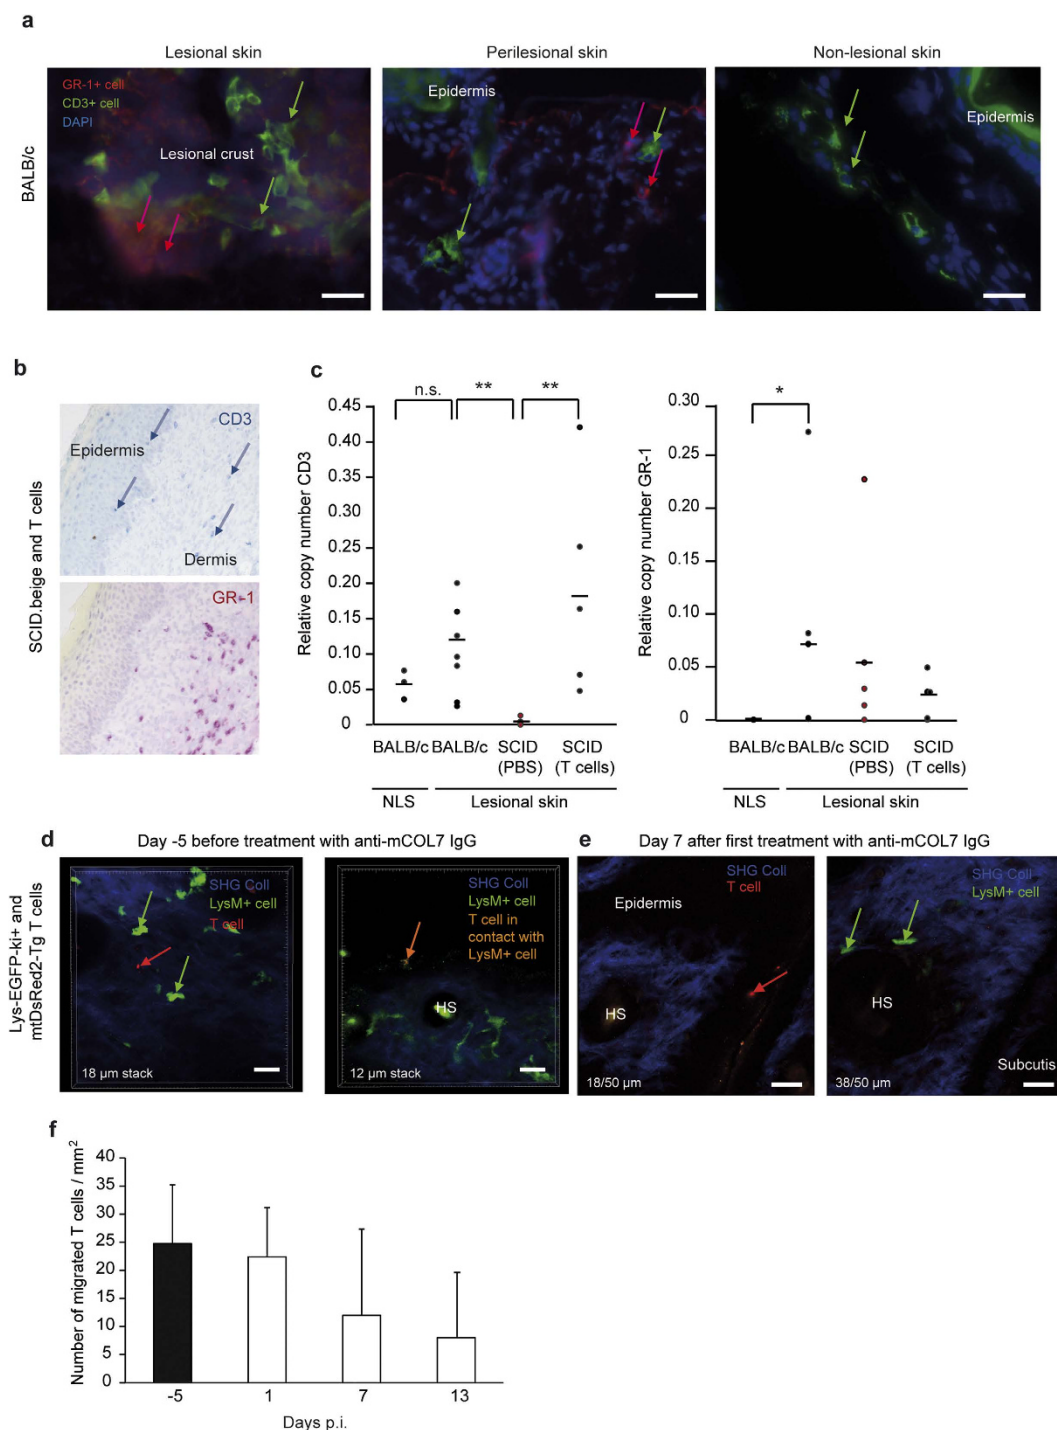 a
Lesional skin
Perilesional skin
Non-lesional skin
BALB/c
GR-1+ cell
CD3+ cell
DAPI
Lesional crust
Epidermis
Epidermis
b
SCID.beige and T cells
CD3
Epidermis
Dermis
GR-1
c
n.s.
**
**
Relative copy number CD3
0.45
0.40
0.35
0.30
0.25
0.20
0.15
0.10
0.05
0
BALB/c BALB/c SCID (PBS) SCID (T cells)
NLS
Lesional skin
*
Relative copy number GR-1
0.30
0.25
0.20
0.15
0.10
0.05
0
BALB/c BALB/c SCID (PBS) SCID (T cells)
NLS
Lesional skin
d
Day -5 before treatment with anti-mCOL7 IgG
Lys-EGFP-ki+ and
mtDsRed2-Tg T cells
SHG Coll
LysM+ cell
T cell
18 µm stack
SHG Coll
LysM+ cell
T cell in
contact with
LysM+ cell
HS
12 µm stack
e
Day 7 after first treatment with anti-mCOL7 IgG
SHG Coll
T cell
Epidermis
HS
18/50 µm
SHG Coll
LysM+ cell
HS
Subcutis
38/50 µm
f
Number of migrated T cells / mm²
40
35
30
25
20
15
10
5
0
-5 1 7 13
Days p.i.